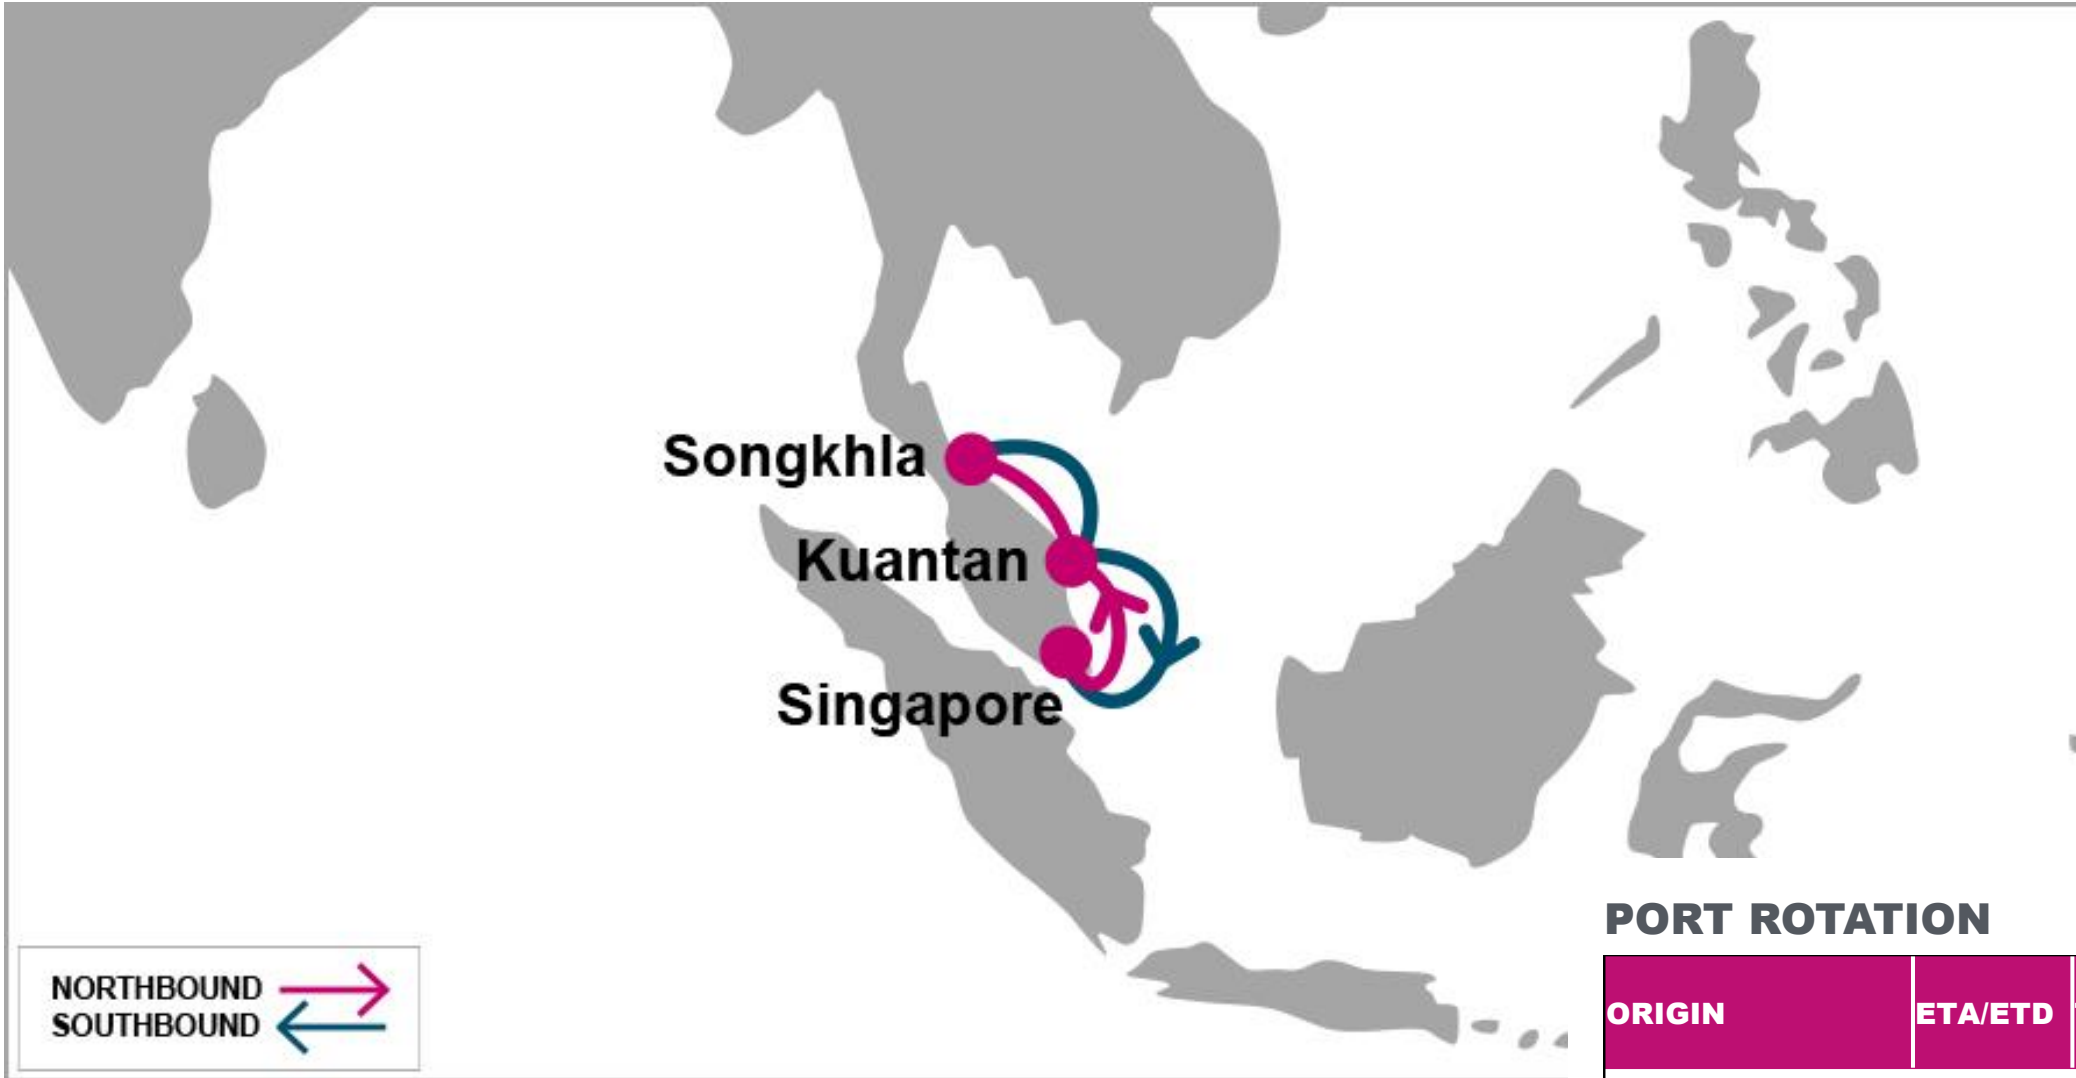 Songkhla
Kuantan
Singapore
NORTHBOUND
SOUTHBOUND
PORT ROTATION
ORIGIN ETA/ETD